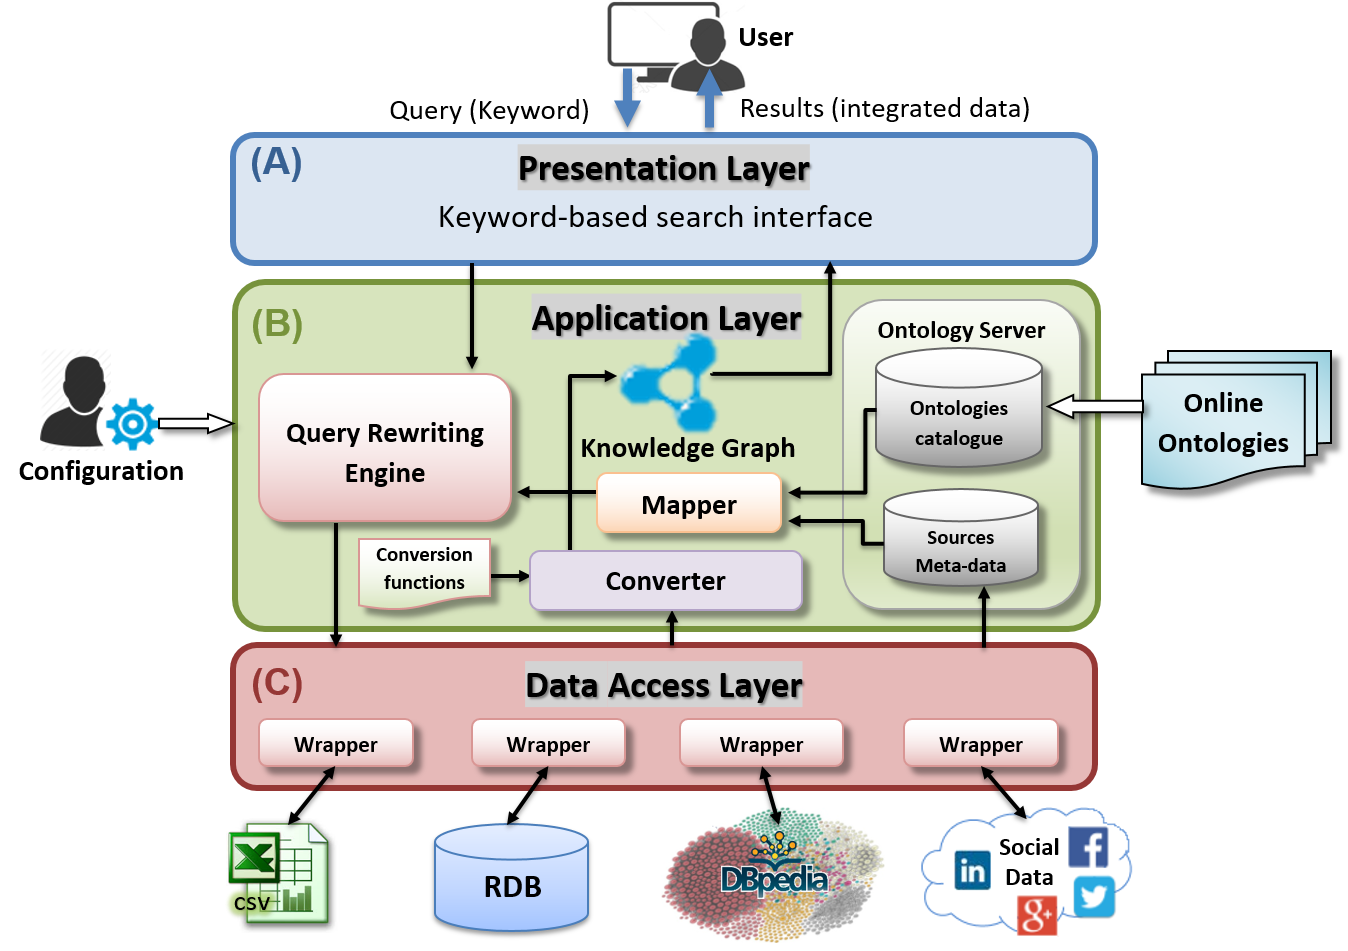 User
Query (Keyword)
Results (integrated data)
(A)
Presentation Layer
Keyword-based search interface
(B)
Application Layer
Ontology Server
Ontologies
catalogue
Online
Ontologies
Configuration
Query Rewriting
Engine
Knowledge Graph
Mapper
Sources
Meta-data
Conversion
functions
Converter
(C)
Data Access Layer
Wrapper
Wrapper
Wrapper
Wrapper
X
CSV
RDB
DBpedia
Social
Data
f
in
g+